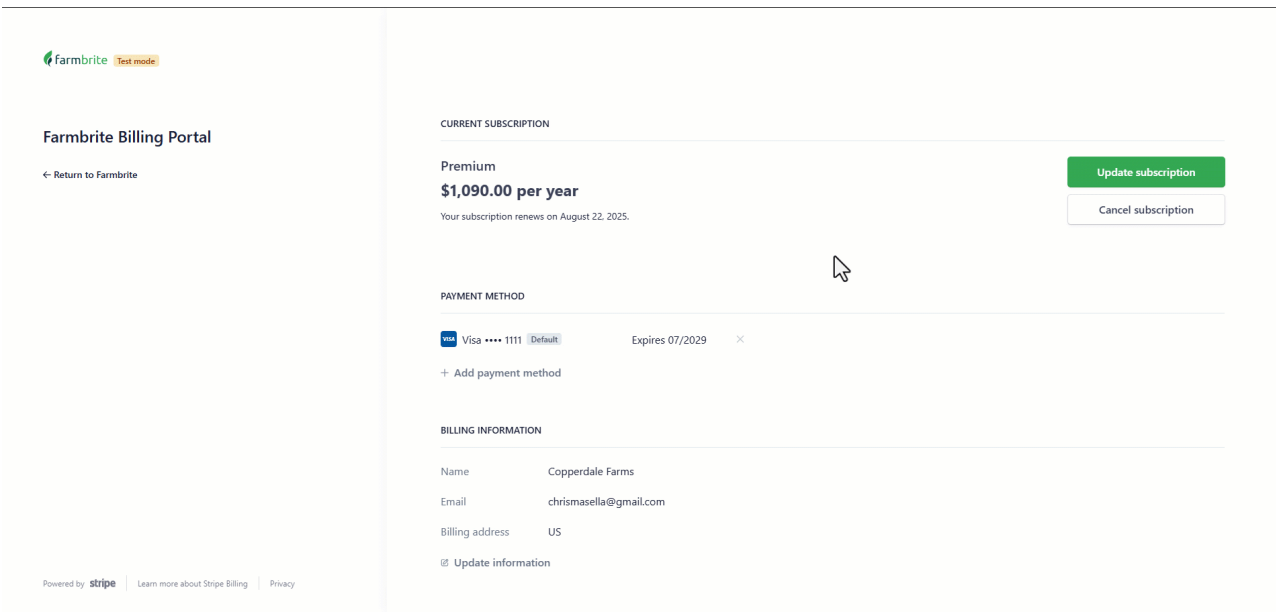 farmbrite Test mode
Farmbrite Billing Portal
← Return to Farmbrite
Powered by stripe Learn more about Stripe Billing Privacy
CURRENT SUBSCRIPTION
Premium
$1,090.00 per year
Your subscription renews on August 22, 2025.
Update subscription
Cancel subscription
PAYMENT METHOD
VISA Visa •••• 1111 Default Expires 07/2029 ×
+ Add payment method
BILLING INFORMATION
Name Copperdale Farms
Email chrismasella@gmail.com
Billing address US
Update information